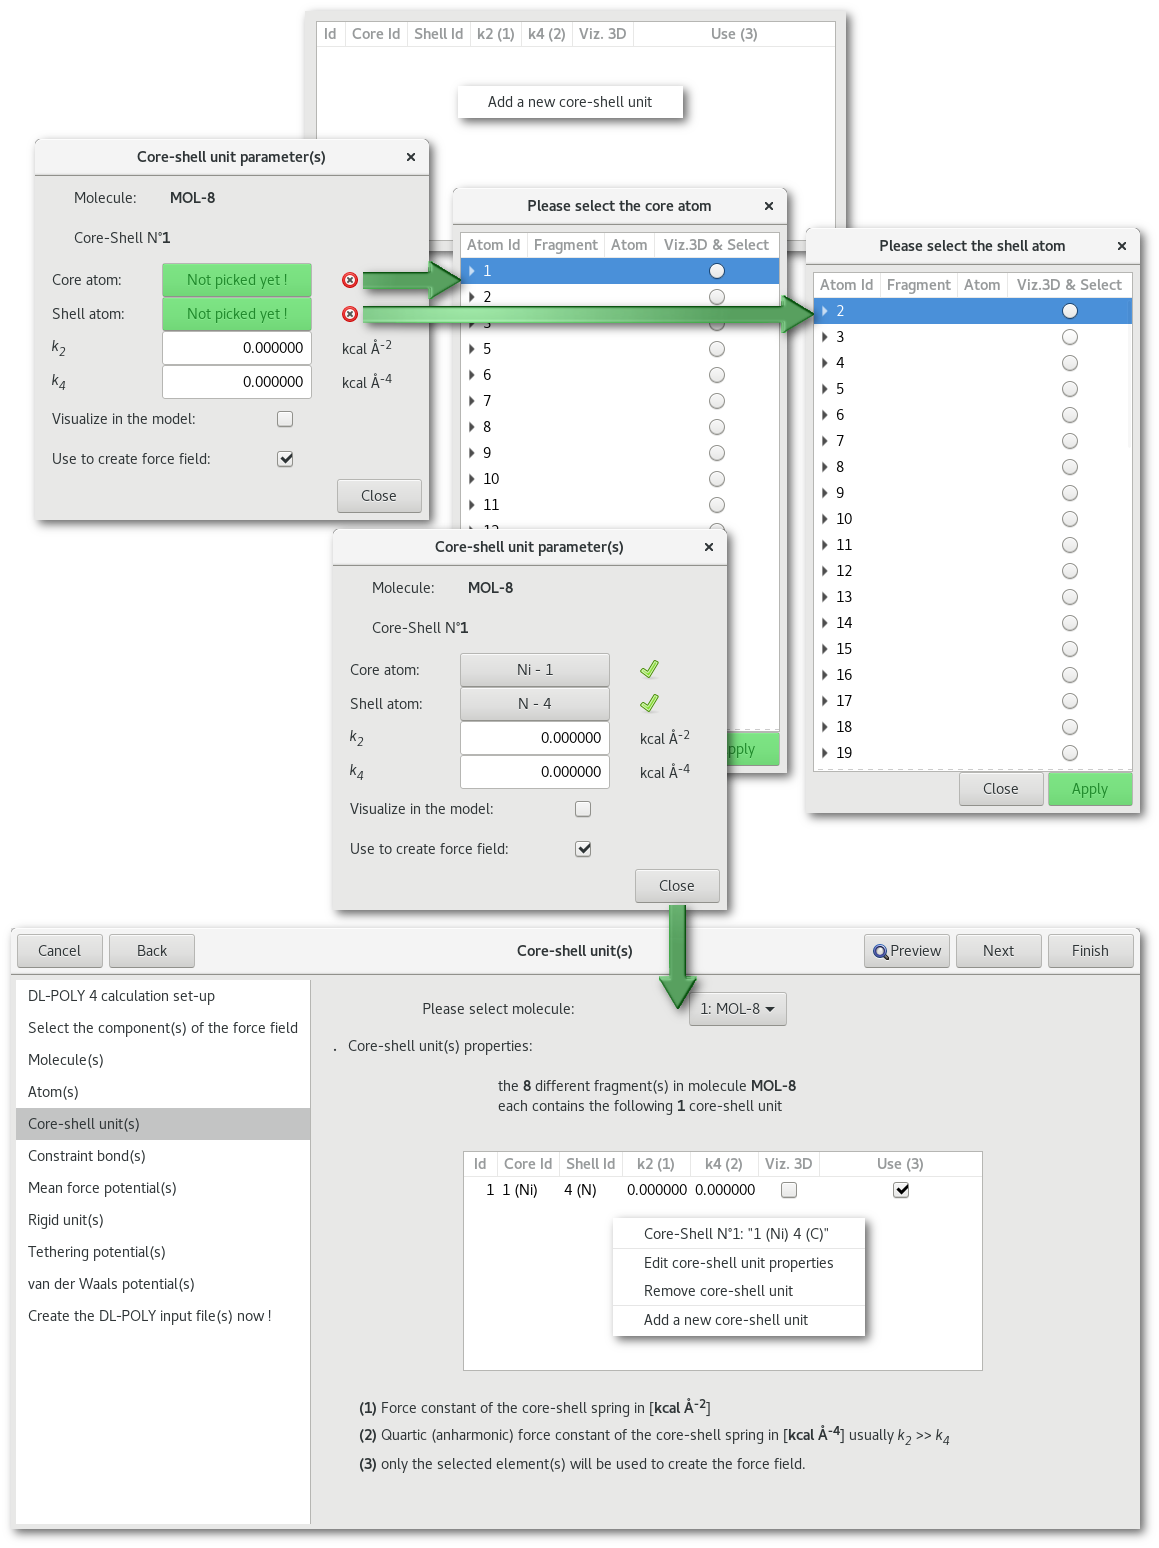 Id Core Id Shell Id k2 (1) k4 (2) Viz. 3D Use (3)
Add a new core-shell unit
Core-shell unit parameter(s)
Molecule: MOL-8
Core-Shell N°1
Core atom: Not picked yet !
Shell atom: Not picked yet !
k2 0.000000 kcal Å-2
k4 0.000000 kcal Å-4
Visualize in the model:
Use to create force field:
Close
Please select the core atom
Atom Id Fragment Atom Viz.3D & Select
1
2
3
5
6
7
8
9
10
11
12
pply
Please select the shell atom
Atom Id Fragment Atom Viz.3D & Select
2
3
4
5
6
7
8
9
10
11
12
13
14
15
16
17
18
19
Close Apply
Core-shell unit parameter(s)
Molecule: MOL-8
Core-Shell N°1
Core atom: Ni - 1
Shell atom: N - 4
k2 0.000000 kcal Å-2
k4 0.000000 kcal Å-4
Visualize in the model:
Use to create force field:
Close
Cancel Back Core-shell unit(s) Preview Next Finish
DL-POLY 4 calculation set-up
Select the component(s) of the force field
Molecule(s)
Atom(s)
Core-shell unit(s)
Constraint bond(s)
Mean force potential(s)
Rigid unit(s)
Tethering potential(s)
van der Waals potential(s)
Create the DL-POLY input file(s) now !
Please select molecule: 1: MOL-8
. Core-shell unit(s) properties:
the 8 different fragment(s) in molecule MOL-8
each contains the following 1 core-shell unit
Id Core Id Shell Id k2 (1) k4 (2) Viz. 3D Use (3)
1 1 (Ni) 4 (N) 0.000000 0.000000
Core-Shell N°1: "1 (Ni) 4 (C)"
Edit core-shell unit properties
Remove core-shell unit
Add a new core-shell unit
(1) Force constant of the core-shell spring in [kcal Å-2]
(2) Quartic (anharmonic) force constant of the core-shell spring in [kcal Å-4] usually k2 >> k4
(3) only the selected element(s) will be used to create the force field.